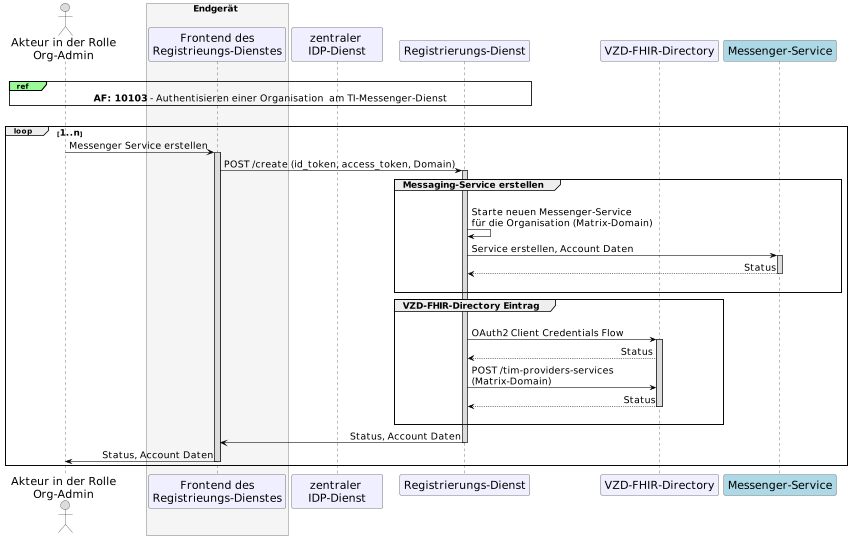 Endgerät
Akteur in der Rolle
Org-Admin
Frontend des
Registrieungs-Dienstes
zentraler
IDP-Dienst
Registrierungs-Dienst
VZD-FHIR-Directory
Messenger-Service
ref
AF: 10103 - Authentisieren einer Organisation am TI-Messenger-Dienst
loop [1..n]
Messenger Service erstellen
POST /create (id_token, access_token, Domain)
Messaging-Service erstellen
Starte neuen Messenger-Service
für die Organisation (Matrix-Domain)
Service erstellen, Account Daten
Status
VZD-FHIR-Directory Eintrag
OAuth2 Client Credentials Flow
Status
POST /tim-providers-services
(Matrix-Domain)
Status
Status, Account Daten
Status, Account Daten
Akteur in der Rolle
Org-Admin
Frontend des
Registrieungs-Dienstes
zentraler
IDP-Dienst
Registrierungs-Dienst
VZD-FHIR-Directory
Messenger-Service